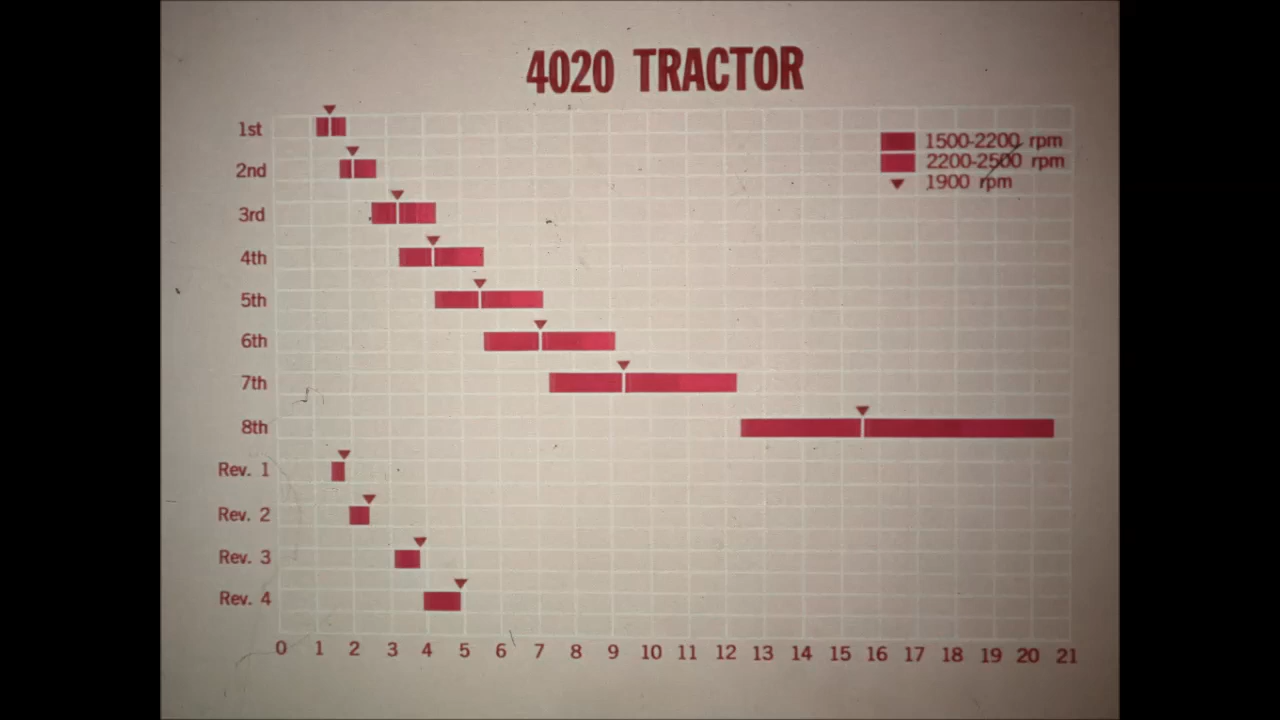 4020 TRACTOR
1500-2200 rpm
2200-2500 rpm
1900 rpm
1st
2nd
3rd
4th
5th
6th
7th
8th
Rev. 1
Rev. 2
Rev. 3
Rev. 4
0 1 2 3 4 5 6 7 8 9 10 11 12 13 14 15 16 17 18 19 20 21